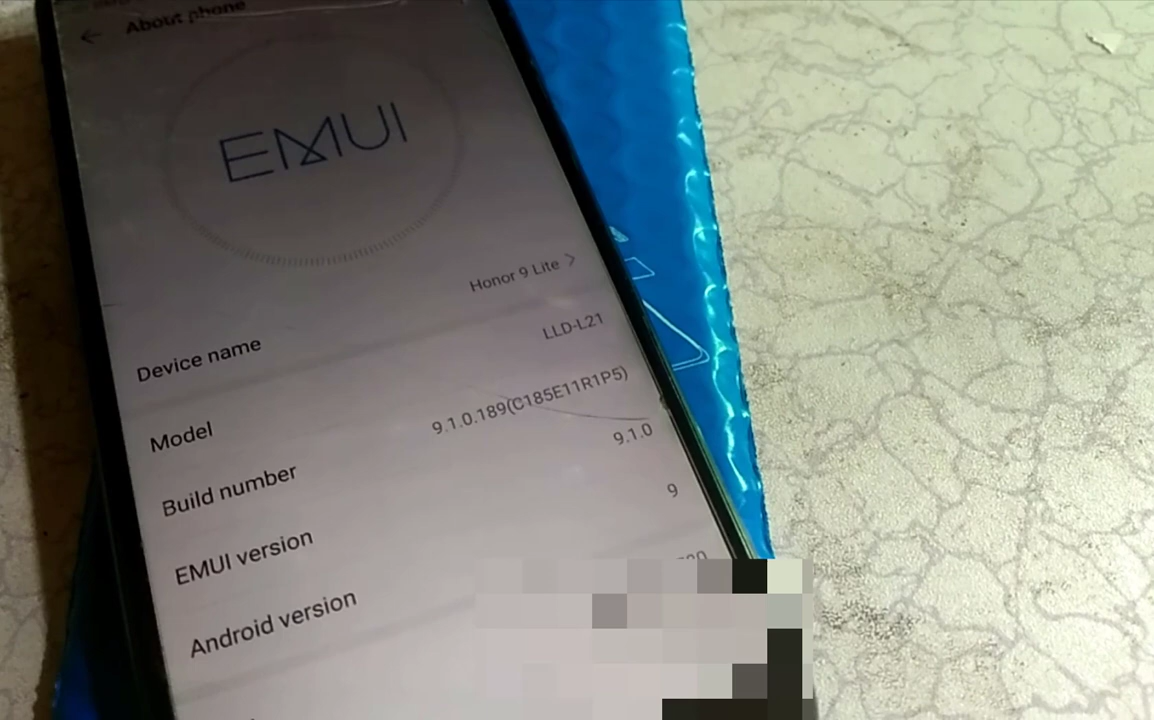 About phone
EMUI
Device name Honor 9 Lite
Model LLD-L21
Build number 9.1.0.189(C185E11R1P5)
EMUI version 9.1.0
Android version 9